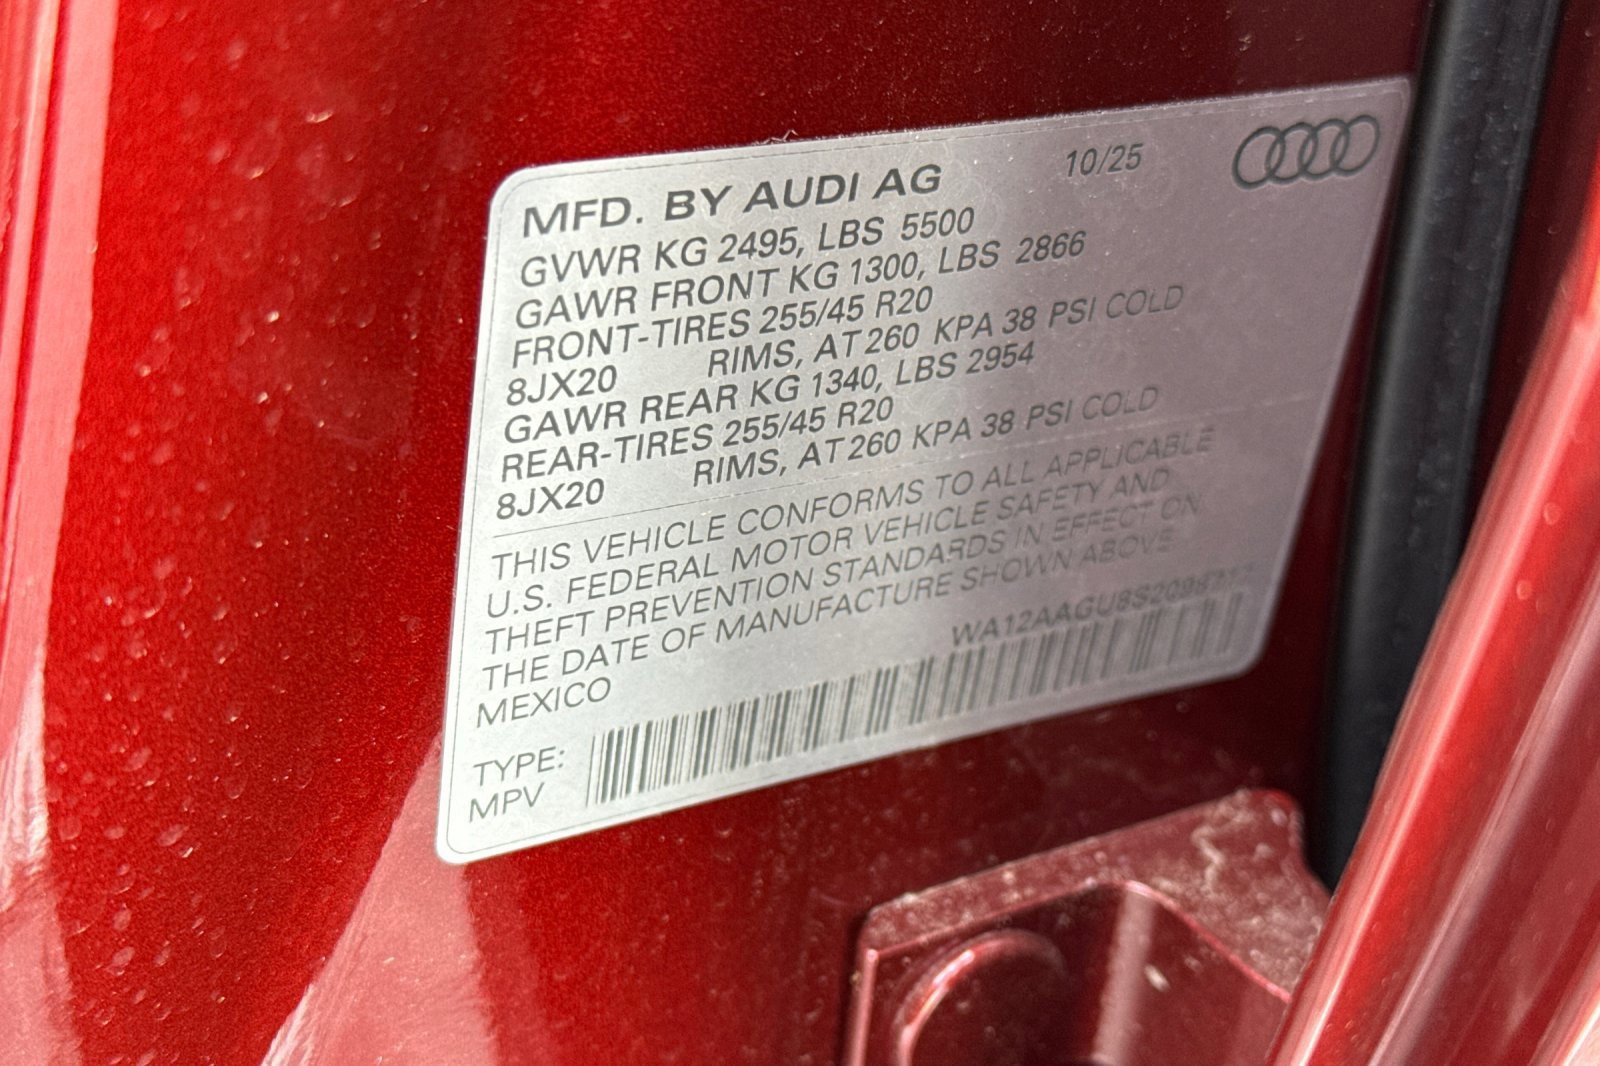 MFD. BY AUDI AG 10/25
GVWR KG 2495, LBS 5500
GAWR FRONT KG 1300, LBS 2866
FRONT-TIRES 255/45 R20
8JX20 RIMS, AT 260 KPA 38 PSI COLD
GAWR REAR KG 1340, LBS 2954
REAR-TIRES 255/45 R20
8JX20 RIMS, AT 260 KPA 38 PSI COLD
THIS VEHICLE CONFORMS TO ALL APPLICABLE
U.S. FEDERAL MOTOR VEHICLE SAFETY AND
THEFT PREVENTION STANDARDS IN EFFECT ON
THE DATE OF MANUFACTURE SHOWN ABOVE
MEXICO
TYPE:
MPV